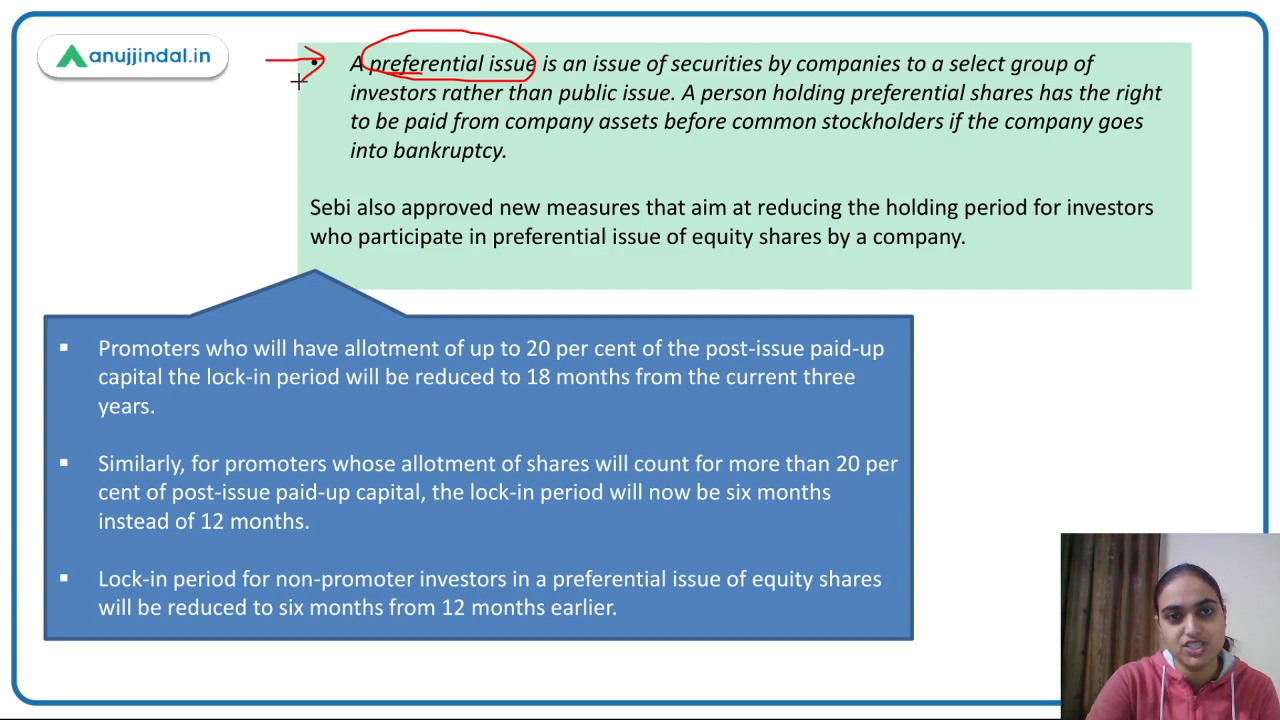 anujjindal.in
• A preferential issue is an issue of securities by companies to a select group of
investors rather than public issue. A person holding preferential shares has the right
to be paid from company assets before common stockholders if the company goes
into bankruptcy.
Sebi also approved new measures that aim at reducing the holding period for investors
who participate in preferential issue of equity shares by a company.
▪ Promoters who will have allotment of up to 20 per cent of the post-issue paid-up
capital the lock-in period will be reduced to 18 months from the current three
years.
▪ Similarly, for promoters whose allotment of shares will count for more than 20 per
cent of post-issue paid-up capital, the lock-in period will now be six months
instead of 12 months.
▪ Lock-in period for non-promoter investors in a preferential issue of equity shares
will be reduced to six months from 12 months earlier.